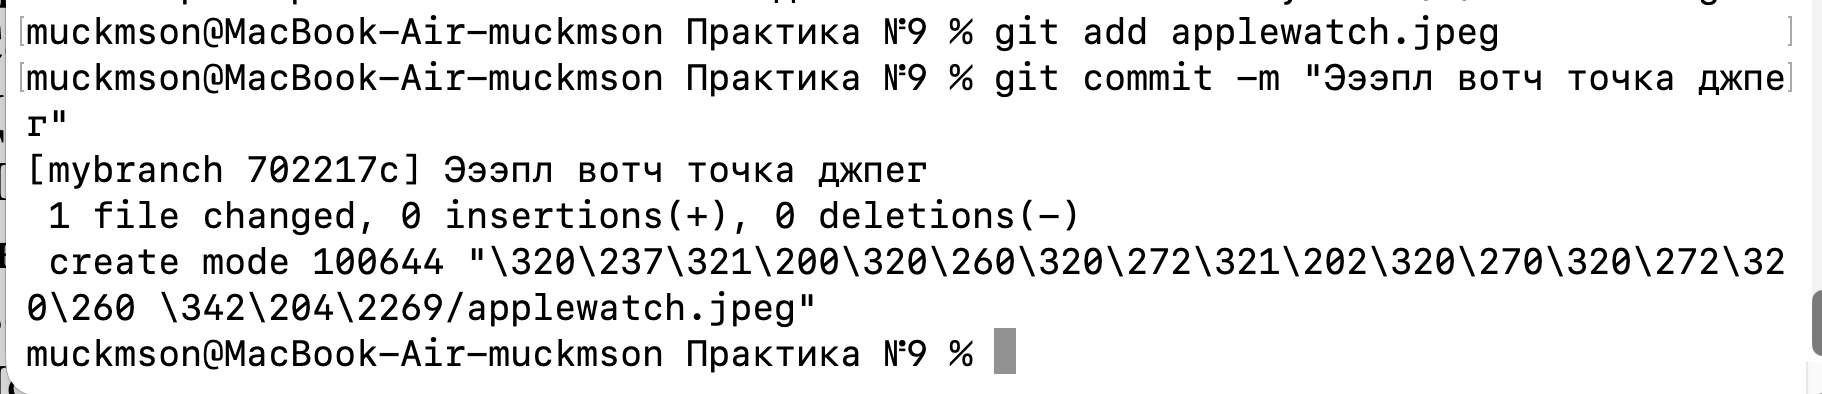 muckmson@MacBook-Air-muckmson Практика №9 % git add applewatch.jpeg
muckmson@MacBook-Air-muckmson Практика №9 % git commit -m "Эээпл вотч точка джпе
г"
[mybranch 702217c] Эээпл вотч точка джпег
 1 file changed, 0 insertions(+), 0 deletions(-)
 create mode 100644 "\320\237\321\200\320\260\320\272\321\202\320\270\320\272\32
0\260 \342\204\2269/applewatch.jpeg"
muckmson@MacBook-Air-muckmson Практика №9 %